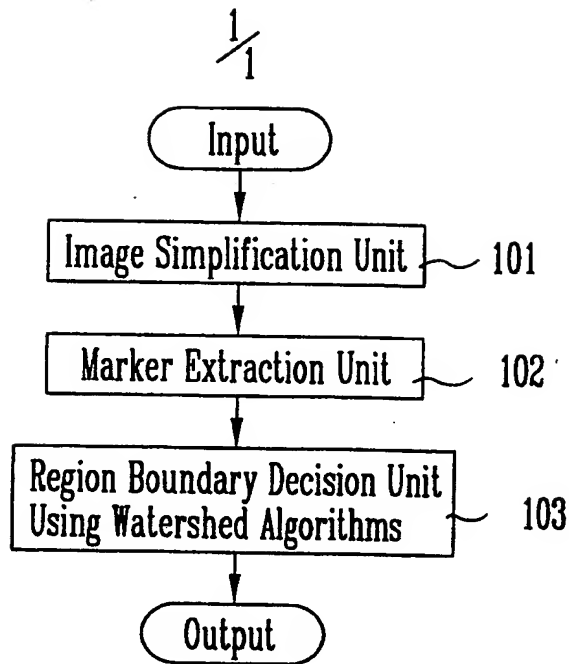 1/1
Input
Image Simplification Unit
101
Marker Extraction Unit
102
Region Boundary Decision Unit
Using Watershed Algorithms
103
Output